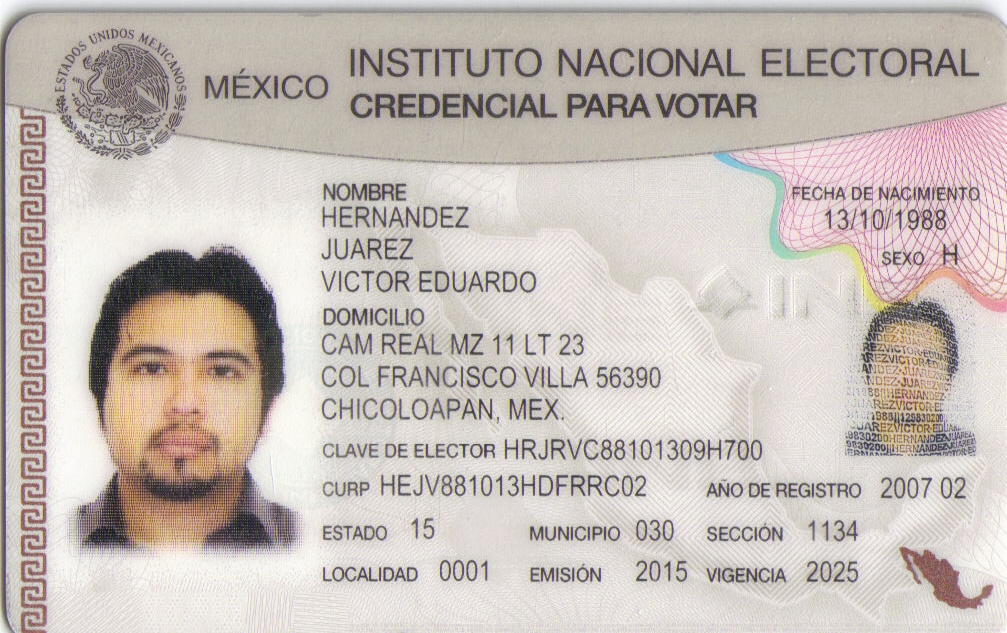 ESTADOS UNIDOS MEXICANOS
MÉXICO
INSTITUTO NACIONAL ELECTORAL
CREDENCIAL PARA VOTAR
NOMBRE
HERNANDEZ
JUAREZ
VICTOR EDUARDO
FECHA DE NACIMIENTO
13/10/1988
SEXO H
DOMICILIO
CAM REAL MZ 11 LT 23
COL FRANCISCO VILLA 56390
CHICOLOAPAN, MEX.
CLAVE DE ELECTOR HRJRVC88101309H700
CURP HEJV881013HDFRRC02 AÑO DE REGISTRO 2007 02
ESTADO 15 MUNICIPIO 030 SECCIÓN 1134
LOCALIDAD 0001 EMISIÓN 2015 VIGENCIA 2025